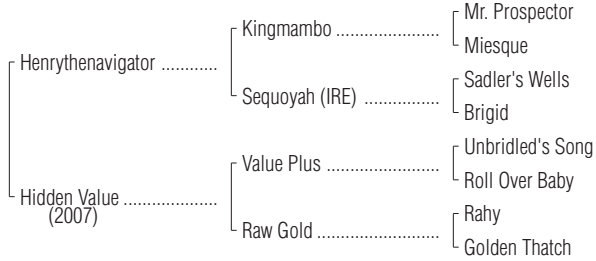 Mr. Prospector
Kingmambo ..................
Miesque
Henrythenavigator ............
Sadler's Wells
Sequoyah (IRE) ................
Brigid
Unbridled's Song
Value Plus ........................
Roll Over Baby
Hidden Value ....................
(2007)
Rahy
Raw Gold ..........................
Golden Thatch